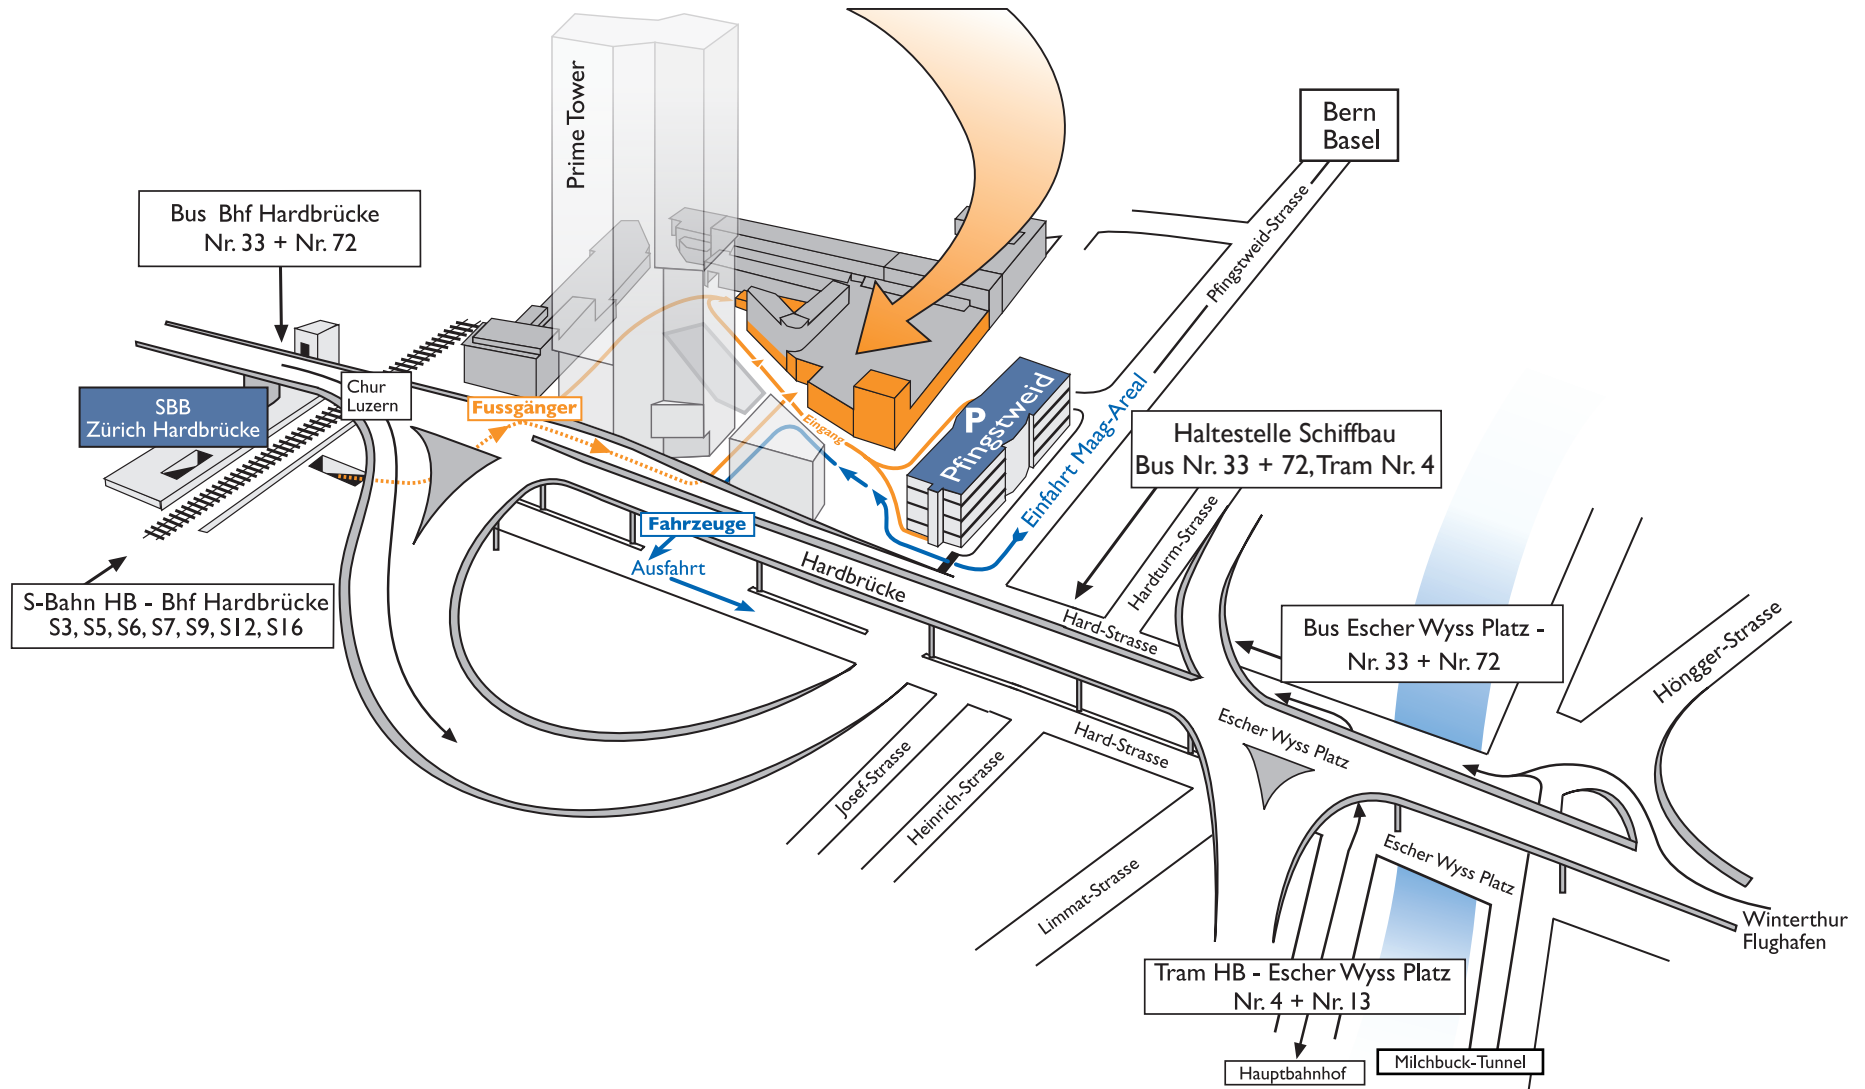 Prime Tower
Bern
Basel
Bus Bhf Hardbrücke
Nr. 33 + Nr. 72
Pfingstweid-Strasse
Chur
Luzern
SBB
Zürich Hardbrücke
Fussgänger
Eingang
P
Pfingstweid
Einfahrt Maag-Areal
Haltestelle Schiffbau
Bus Nr. 33 + 72, Tram Nr. 4
Fahrzeuge
Ausfahrt
Hardbrücke
Hardturm-Strasse
Hard-Strasse
S-Bahn HB - Bhf Hardbrücke
S3, S5, S6, S7, S9, S12, S16
Bus Escher Wyss Platz -
Nr. 33 + Nr. 72
Höngger-Strasse
Escher Wyss Platz
Hard-Strasse
Josef-Strasse
Heinrich-Strasse
Limmat-Strasse
Escher Wyss Platz
Winterthur
Flughafen
Tram HB - Escher Wyss Platz
Nr. 4 + Nr. 13
Hauptbahnhof
Milchbuck-Tunnel